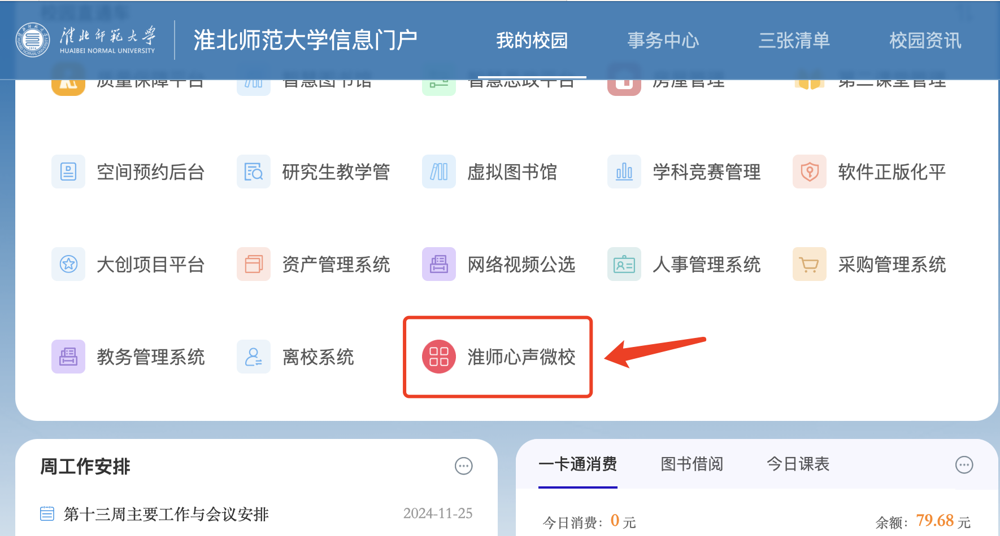 校园直通车
淮北师范大学
HUAIBEI NORMAL UNIVERSITY
淮北师范大学信息门户
我的校园 事务中心 三张清单 校园资讯
质量保障平台 智慧图书馆 智慧思政平台 房屋管理 第二课堂管理
空间预约后台 研究生教学管 虚拟图书馆 学科竞赛管理 软件正版化平
大创项目平台 资产管理系统 网络视频公选 人事管理系统 采购管理系统
教务管理系统 离校系统 淮师心声微校
周工作安排
第十三周主要工作与会议安排 2024-11-25
一卡通消费 图书借阅 今日课表
今日消费：0 元 余额：79.68 元